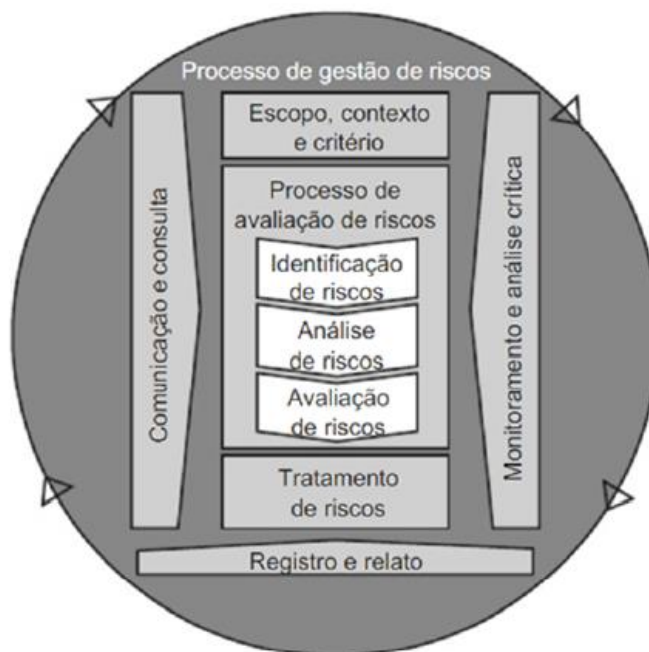 Processo de gestão de riscos
Escopo, contexto
e critério
Processo de
avaliação de riscos
Identificação
de riscos
Análise
de riscos
Avaliação
de riscos
Tratamento
de riscos
Comunicação e consulta
Monitoramento e análise crítica
Registro e relato